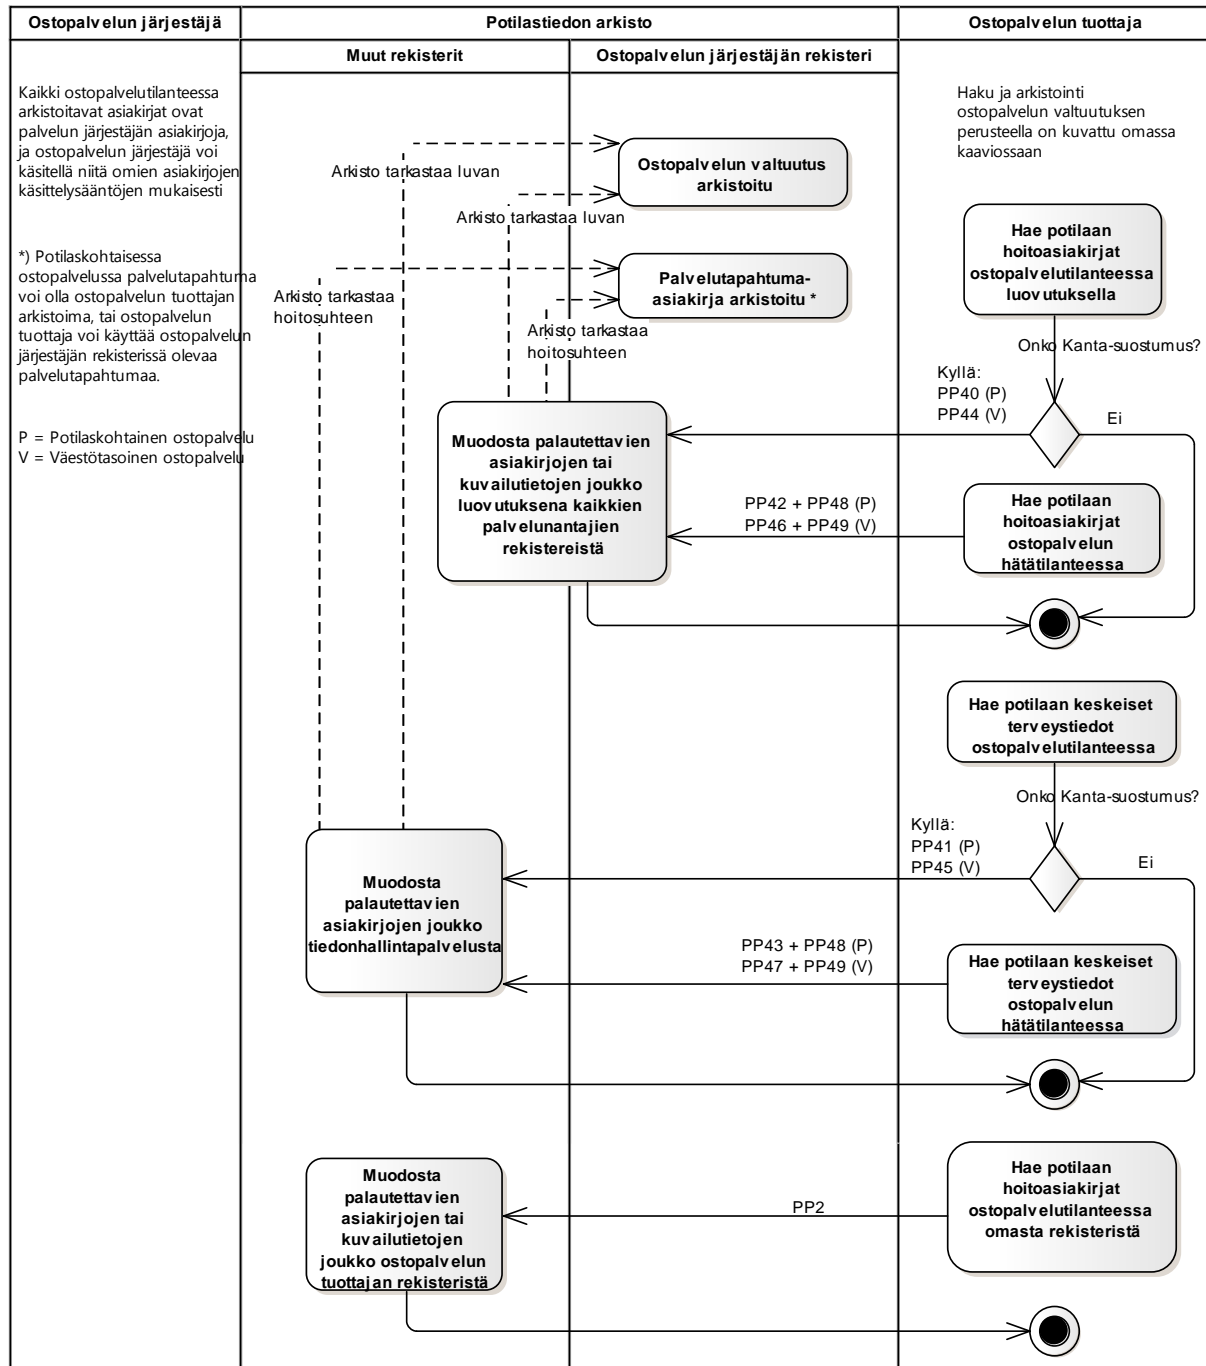 Ostopalvelun järjestäjä
Potilastiedon arkisto
Ostopalvelun tuottaja
Muut rekisterit
Ostopalvelun järjestäjän rekisteri
Kaikki ostopalvelutilanteessa
arkistoitavat asiakirjat ovat
palvelun järjestäjän asiakirjoja,
ja ostopalvelun järjestäjä voi
käsitellä niitä omien asiakirjojen
käsittelysääntöjen mukaisesti
*) Potilaskohtaisessa
ostopalvelussa palvelutapahtuma
voi olla ostopalvelun tuottajan
arkistoima, tai ostopalvelun
tuottaja voi käyttää ostopalvelun
järjestäjän rekisterissä olevaa
palvelutapahtumaa.
P = Potilaskohtainen ostopalvelu
V = Väestötasoinen ostopalvelu
Haku ja arkistointi
ostopalvelun valtuutuksen
perusteella on kuvattu omassa
kaaviossaan
Arkisto tarkastaa luvan
Ostopalvelun valtuutus
arkistoitu
Arkisto tarkastaa luvan
Hae potilaan
hoitoasiakirjat
ostopalvelutilanteessa
luovutuksella
Arkisto tarkastaa
hoitosuhteen
Palvelutapahtuma-
asiakirja arkistoitu *
Arkisto tarkastaa
hoitosuhteen
Onko Kanta-suostumus?
Kyllä:
PP40 (P)
PP44 (V)
Ei
Muodosta palautettavien
asiakirjojen tai
kuvailutietojen joukko
luovutuksena kaikkien
palvelunantajien
rekistereistä
PP42 + PP48 (P)
PP46 + PP49 (V)
Hae potilaan
hoitoasiakirjat
ostopalvelun
hätätilanteessa
Hae potilaan keskeiset
terveystiedot
ostopalvelutilanteessa
Onko Kanta-suostumus?
Kyllä:
PP41 (P)
PP45 (V)
Ei
Muodosta
palautettavien
asiakirjojen joukko
tiedonhallintapalvelusta
PP43 + PP48 (P)
PP47 + PP49 (V)
Hae potilaan keskeiset
terveystiedot
ostopalvelun
hätätilanteessa
Muodosta
palautettavien
asiakirjojen tai
kuvailutietojen
joukko ostopalvelun
tuottajan rekisteristä
PP2
Hae potilaan
hoitoasiakirjat
ostopalvelutilanteessa
omasta rekisteristä